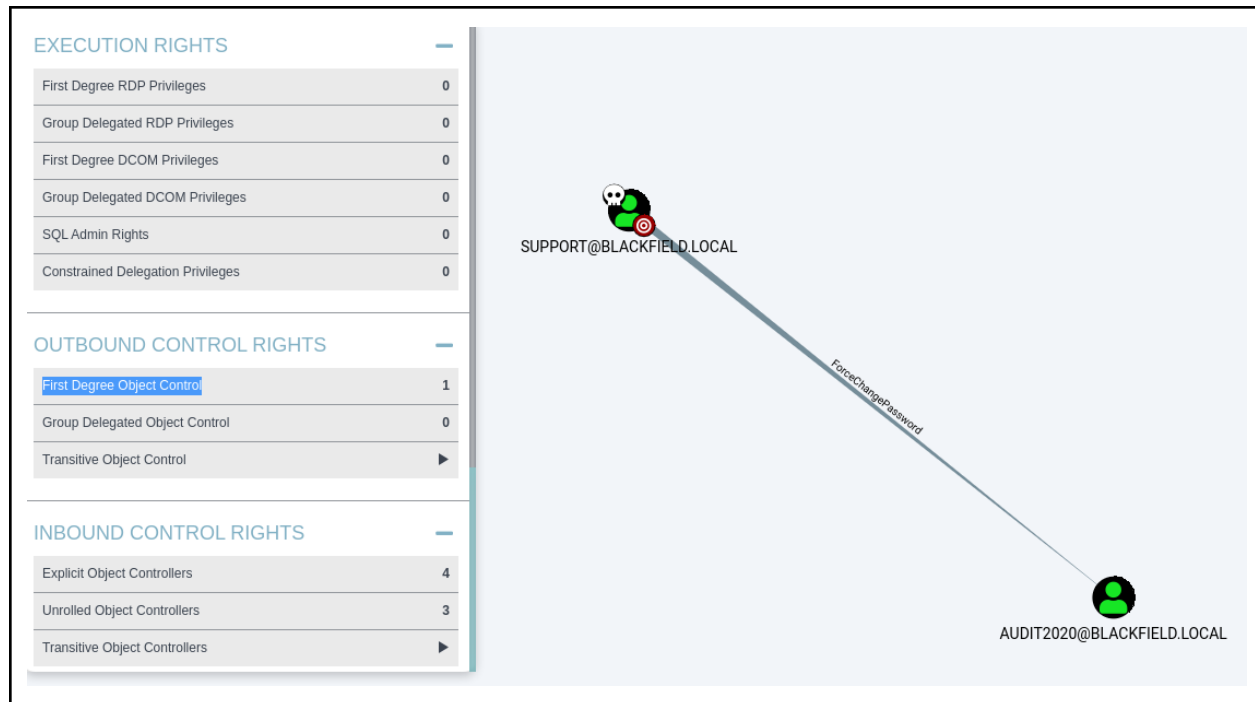 EXECUTION RIGHTS
First Degree RDP Privileges 0
Group Delegated RDP Privileges 0
First Degree DCOM Privileges 0
Group Delegated DCOM Privileges 0
SQL Admin Rights 0
Constrained Delegation Privileges 0
OUTBOUND CONTROL RIGHTS
First Degree Object Control 1
Group Delegated Object Control 0
Transitive Object Control
INBOUND CONTROL RIGHTS
Explicit Object Controllers 4
Unrolled Object Controllers 3
Transitive Object Controllers
SUPPORT@BLACKFIELD.LOCAL
ForceChangePassword
AUDIT2020@BLACKFIELD.LOCAL